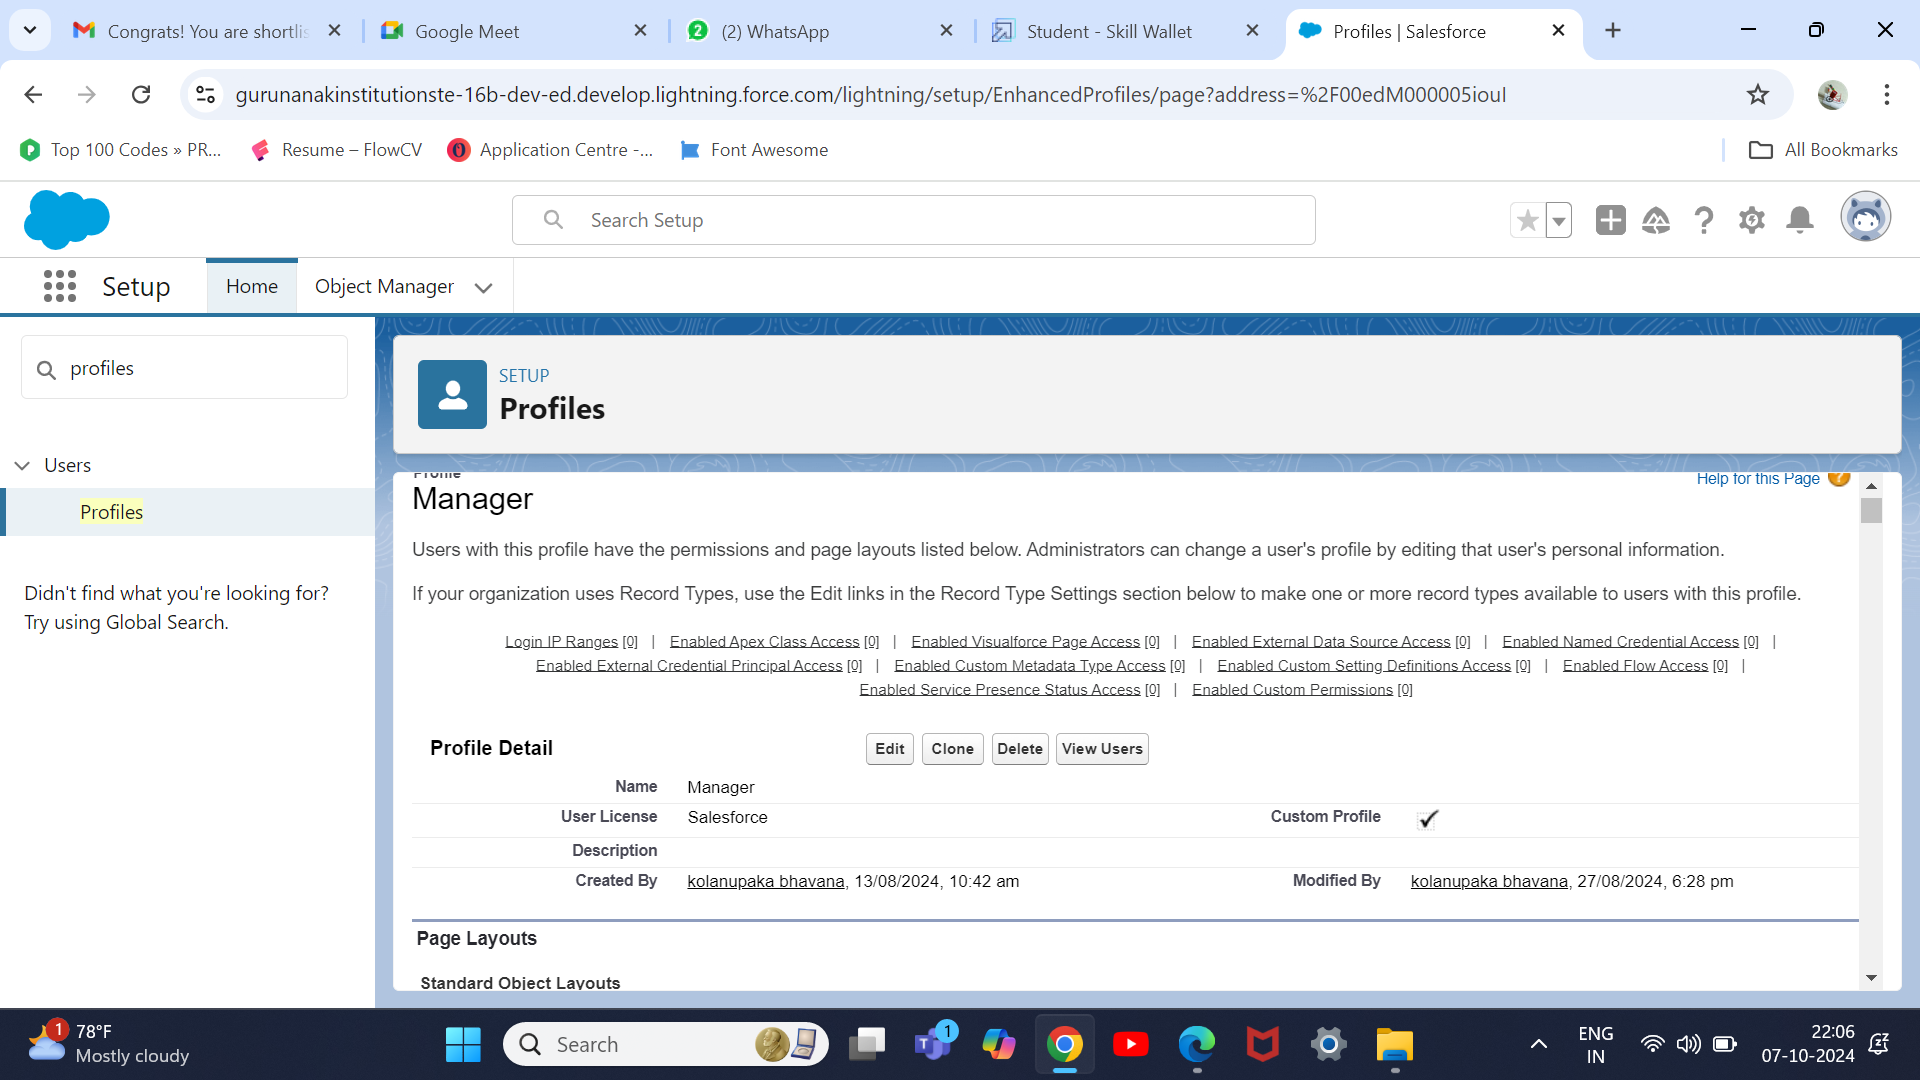 Congrats! You are shortlis
Google Meet
2 (2) WhatsApp
Student - Skill Wallet
Profiles | Salesforce
gurunanakinstitutionste-16b-dev-ed.develop.lightning.force.com/lightning/setup/EnhancedProfiles/page?address=%2F00edM000005iouI
Top 100 Codes » PR...
Resume – FlowCV
Application Centre -...
Font Awesome
All Bookmarks
Search Setup
Setup
Home
Object Manager
profiles
Users
Profiles
Didn't find what you're looking for?
Try using Global Search.
SETUP
Profiles
Profile
Manager
Help for this Page ?
Users with this profile have the permissions and page layouts listed below. Administrators can change a user's profile by editing that user's personal information.
If your organization uses Record Types, use the Edit links in the Record Type Settings section below to make one or more record types available to users with this profile.
Login IP Ranges [0] | Enabled Apex Class Access [0] | Enabled Visualforce Page Access [0] | Enabled External Data Source Access [0] | Enabled Named Credential Access [0] |
Enabled External Credential Principal Access [0] | Enabled Custom Metadata Type Access [0] | Enabled Custom Setting Definitions Access [0] | Enabled Flow Access [0] |
Enabled Service Presence Status Access [0] | Enabled Custom Permissions [0]
Profile Detail
Edit Clone Delete View Users
Name Manager
User License Salesforce Custom Profile
Description
Created By kolanupaka bhavana, 13/08/2024, 10:42 am Modified By kolanupaka bhavana, 27/08/2024, 6:28 pm
Page Layouts
Standard Object Layouts
1
78°F
Mostly cloudy
Search
1
ENG
IN
22:06
07-10-2024